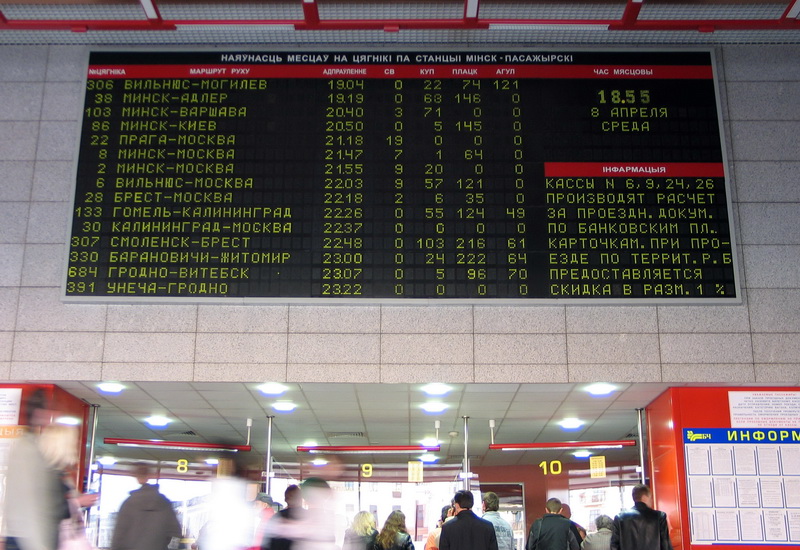 НАЯУНАСЦЬ МЕСЦАУ НА ЦЯГНІКІ ПА СТАНЦЫІ МІНСК-ПАСАЖЫРСКІ
№ЦЯГНІКА МАРШРУТ РУХУ АДПРАУЛЕННЕ СВ КУП ПЛАЦК АГУЛ ЧАС МЯСЦОВЫ
306 ВИЛЬНЮС-МОГИЛЕВ 19.04 0 22 74 121
38 МИНСК-АДЛЕР 19.19 0 68 146 0
103 МИНСК-ВАРШАВА 20.40 3 71 0 0
86 МИНСК-КИЕВ 20.50 0 5 145 0
22 ПРАГА-МОСКВА 21.18 19 0 0 0
8 МИНСК-МОСКВА 21.47 7 1 64 0
2 МИНСК-МОСКВА 21.55 9 20 0 0
6 ВИЛЬНЮС-МОСКВА 22.03 9 57 121 0
28 БРЕСТ-МОСКВА 22.18 2 6 35 0
133 ГОМЕЛЬ-КАЛИНИНГРАД 22.26 0 55 124 49
30 КАЛИНИНГРАД-МОСКВА 22.37 0 0 0 0
307 СМОЛЕНСК-БРЕСТ 22.48 0 103 216 61
330 БАРАНОВИЧИ-ЖИТОМИР 23.00 0 24 222 64
684 ГРОДНО-ВИТЕБСК 23.07 0 5 96 70
391 УНЕЧА-ГРОДНО 23.22 0 0 0 0
18.55
8 АПРЕЛЯ
СРЕДА
ІНФАРМАЦЫЯ
КАССЫ N 6,9,24,26
ПРОИЗВОДЯТ РАСЧЕТ
ЗА ПРОЕЗДН. ДОКУМ.
ПО БАНКОВСКИМ ПЛ.
КАРТОЧКАМ. ПРИ ПРО-
ЕЗДЕ ПО ТЕРРИТ. Р.Б
ПРЕДОСТАВЛЯЕТСЯ
СКИДКА В РАЗМ. 1 %
8
9
10
БЧ ИНФОРМ